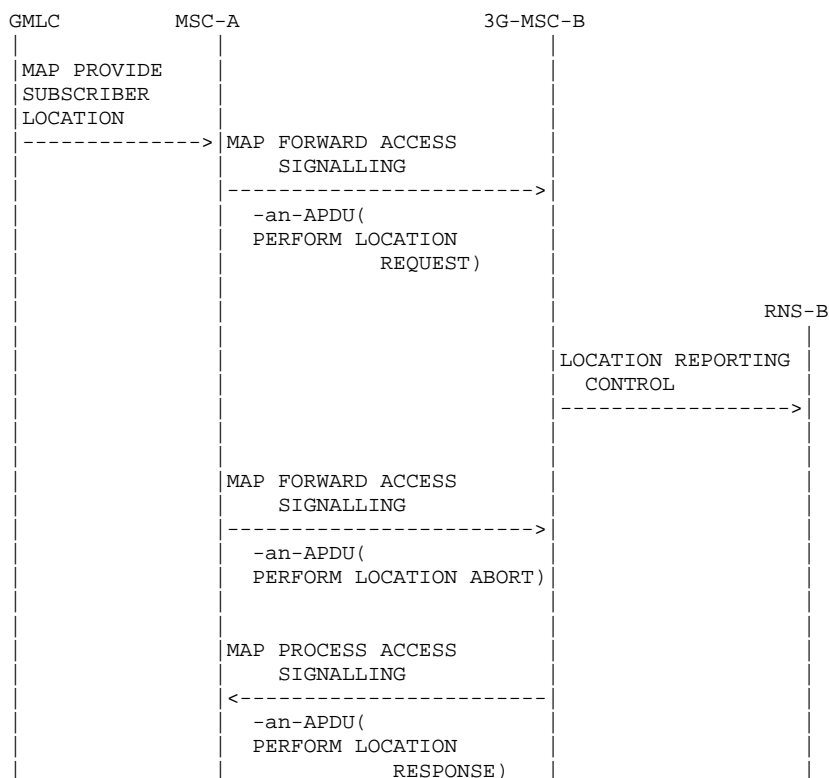 GMLC MSC-A 3G-MSC-B
MAP PROVIDE
SUBSCRIBER
LOCATION
MAP FORWARD ACCESS
SIGNALLING
-an-APDU(
PERFORM LOCATION
REQUEST)
RNS-B
LOCATION REPORTING
CONTROL
MAP FORWARD ACCESS
SIGNALLING
-an-APDU(
PERFORM LOCATION ABORT)
MAP PROCESS ACCESS
SIGNALLING
-an-APDU(
PERFORM LOCATION
RESPONSE)